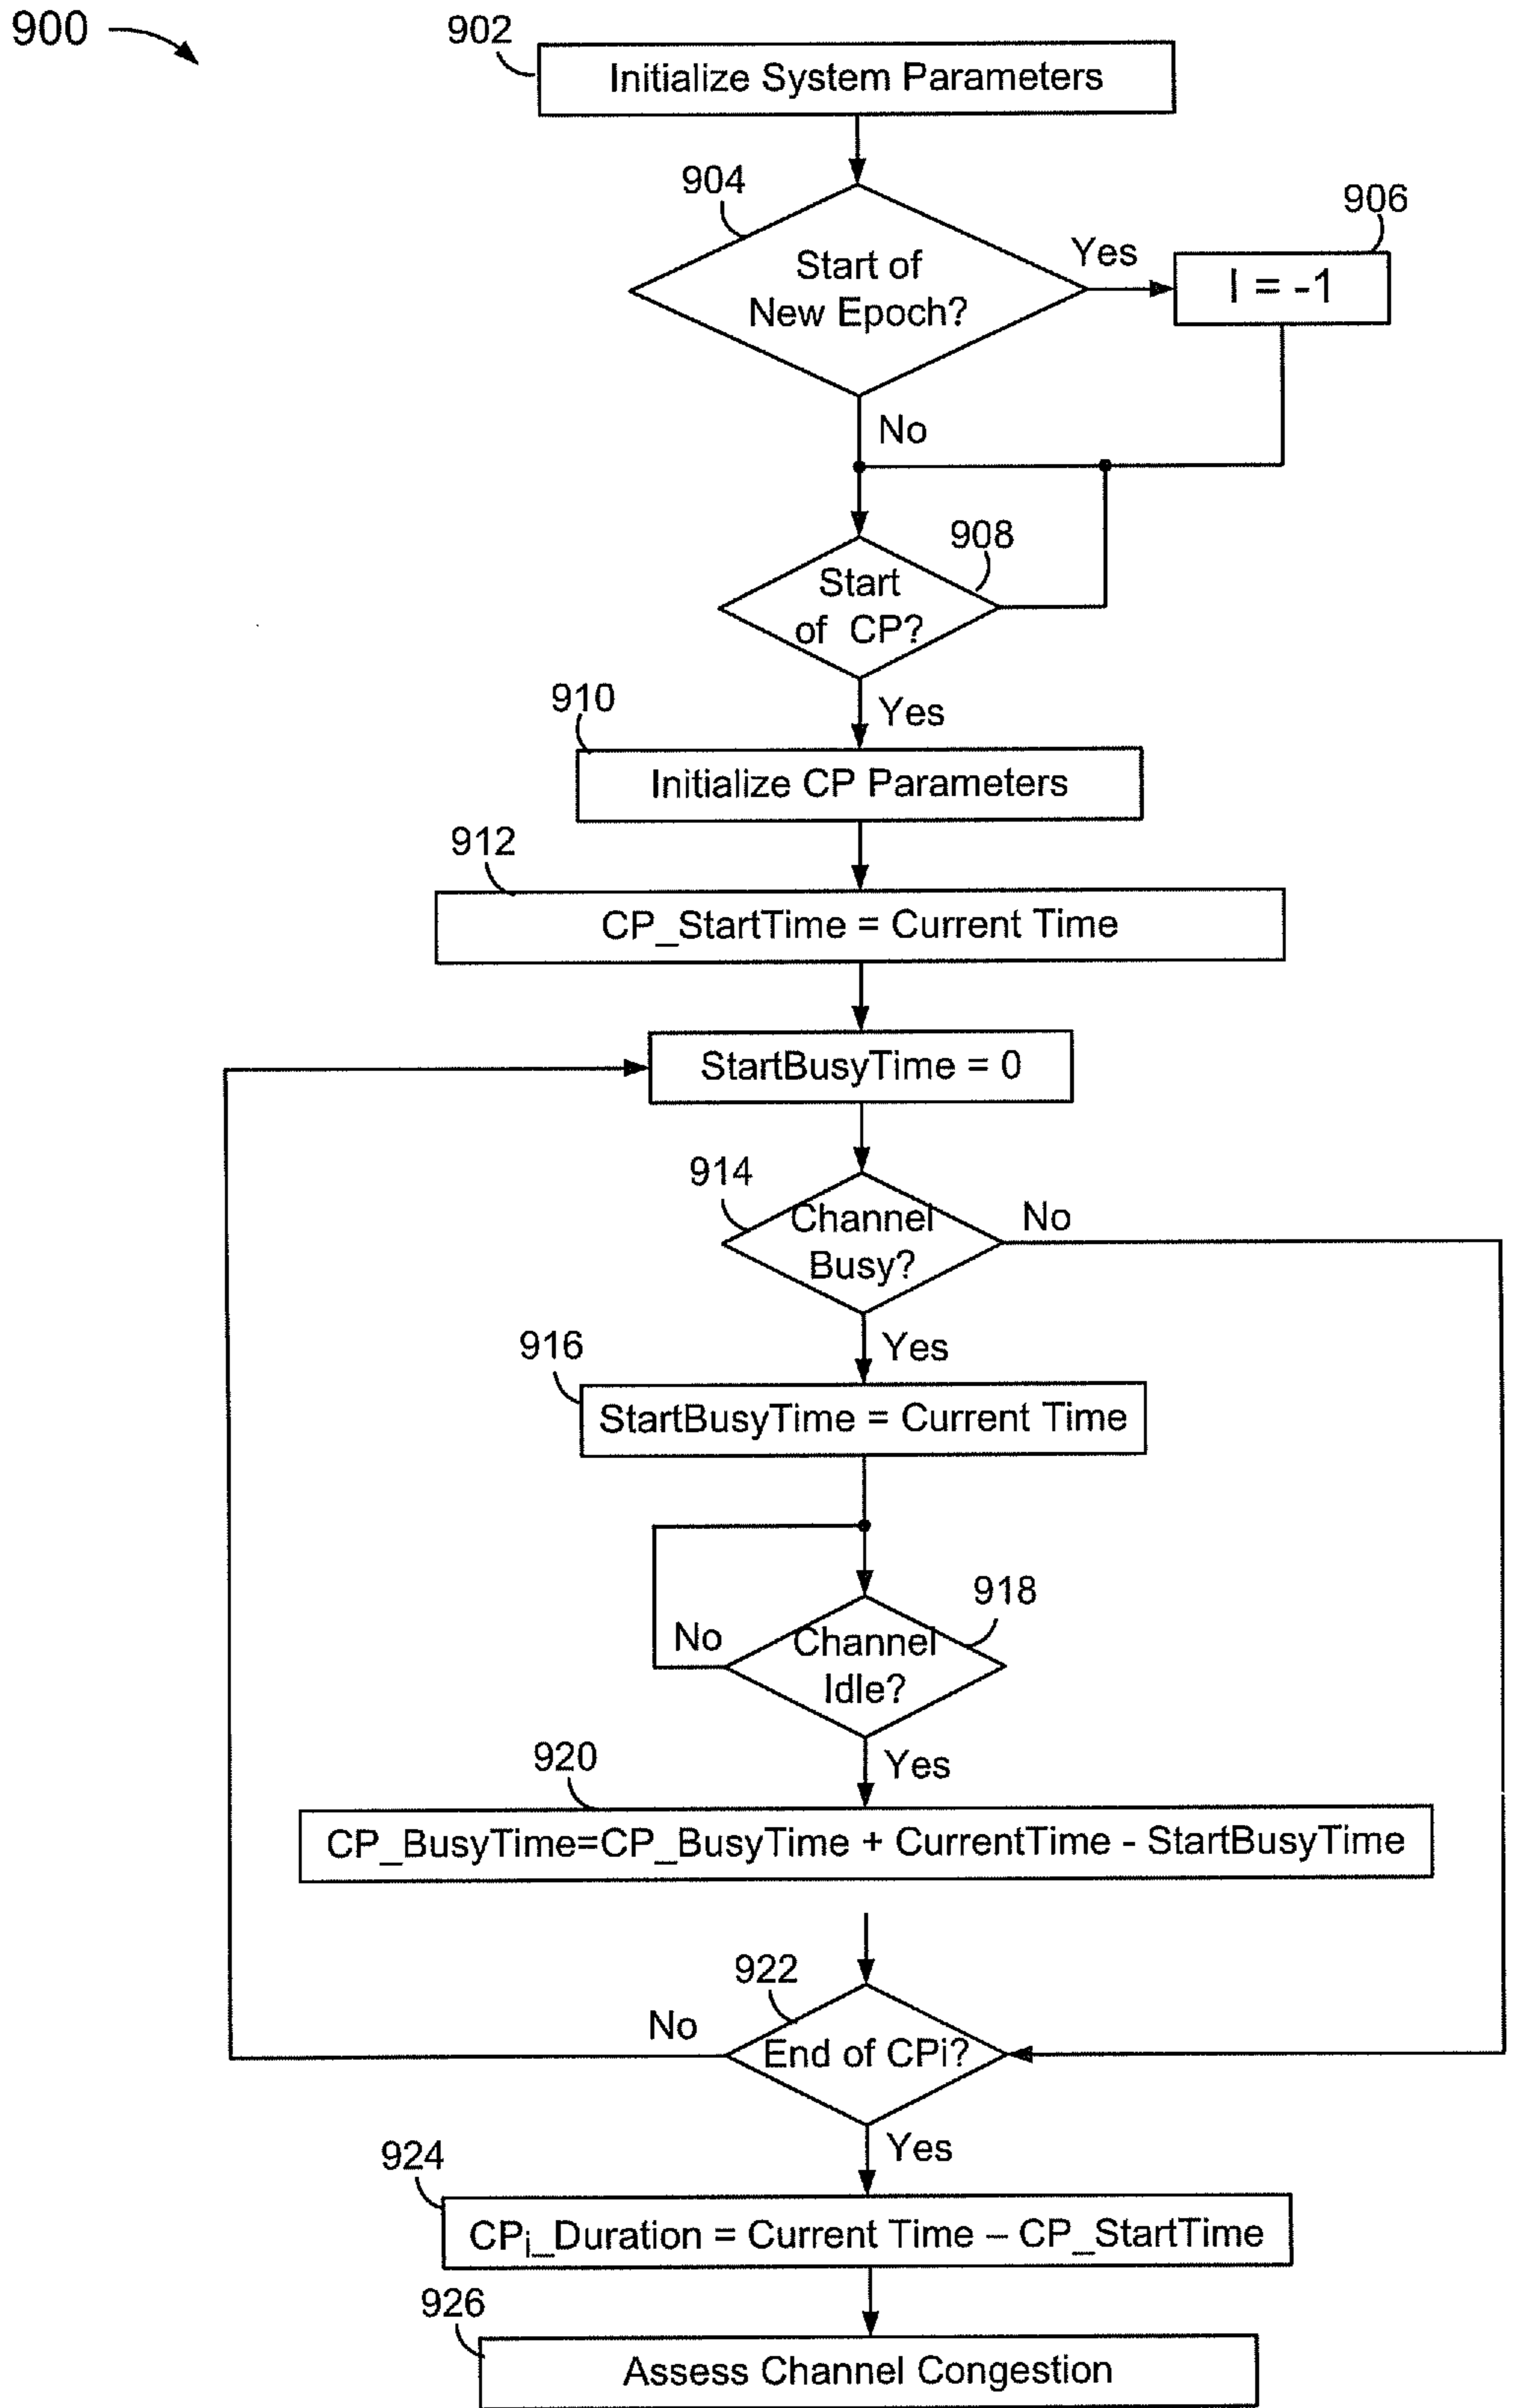 900
902
Initialize System Parameters
904
Start of
New Epoch?
Yes
906
I = -1
No
908
Start
of CP?
Yes
910
Initialize CP Parameters
912
CP_StartTime = Current Time
StartBusyTime = 0
914
Channel
Busy?
No
Yes
916
StartBusyTime = Current Time
918
Channel
Idle?
No
Yes
920
CP_BusyTime=CP_BusyTime + CurrentTime - StartBusyTime
922
End of CPi?
No
Yes
924
CPi_Duration = Current Time – CP_StartTime
926
Assess Channel Congestion